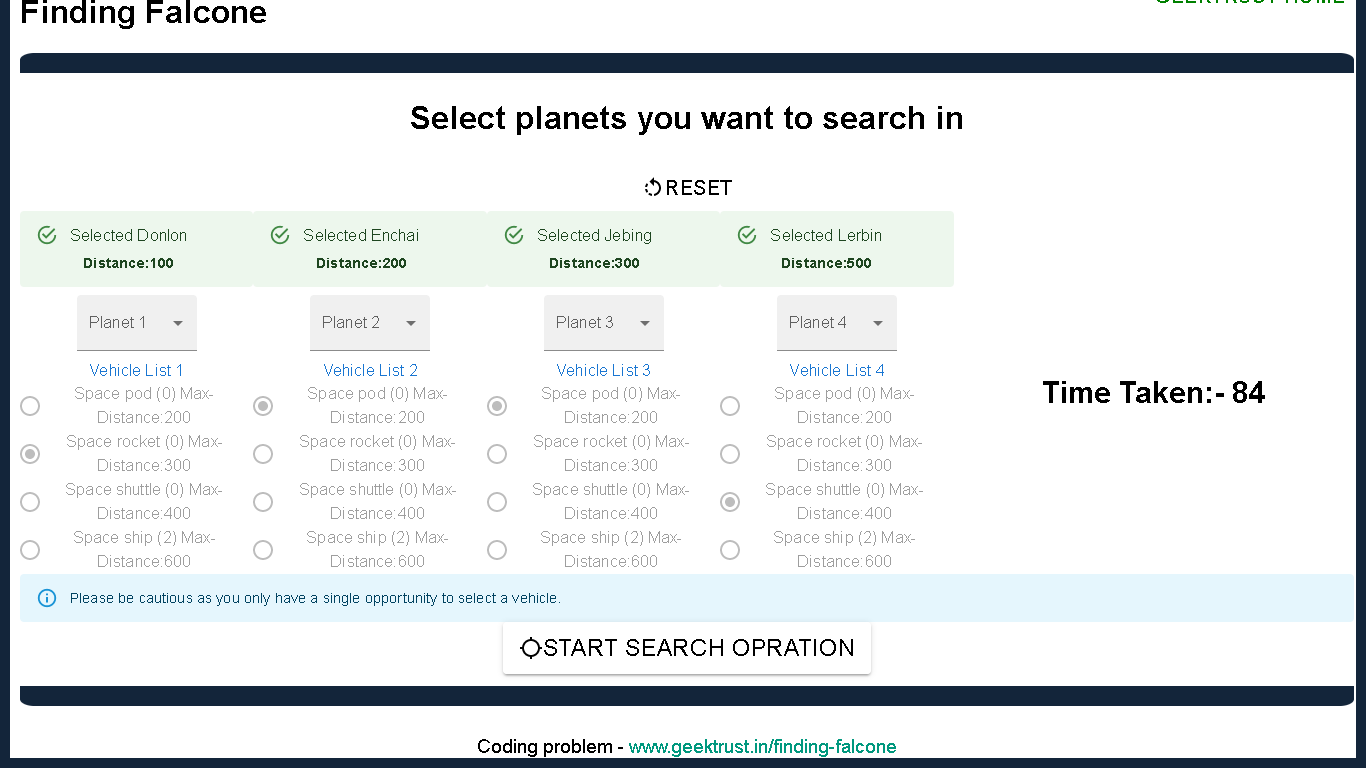 Finding Falcone
GEEKTRUST HOME
Select planets you want to search in
RESET
Selected Donlon
Distance:100
Selected Enchai
Distance:200
Selected Jebing
Distance:300
Selected Lerbin
Distance:500
Planet 1
Planet 2
Planet 3
Planet 4
Vehicle List 1
Space pod (0) Max-
Distance:200
Space rocket (0) Max-
Distance:300
Space shuttle (0) Max-
Distance:400
Space ship (2) Max-
Distance:600
Vehicle List 2
Space pod (0) Max-
Distance:200
Space rocket (0) Max-
Distance:300
Space shuttle (0) Max-
Distance:400
Space ship (2) Max-
Distance:600
Vehicle List 3
Space pod (0) Max-
Distance:200
Space rocket (0) Max-
Distance:300
Space shuttle (0) Max-
Distance:400
Space ship (2) Max-
Distance:600
Vehicle List 4
Space pod (0) Max-
Distance:200
Space rocket (0) Max-
Distance:300
Space shuttle (0) Max-
Distance:400
Space ship (2) Max-
Distance:600
Time Taken:- 84
Please be cautious as you only have a single opportunity to select a vehicle.
START SEARCH OPRATION
Coding problem - www.geektrust.in/finding-falcone